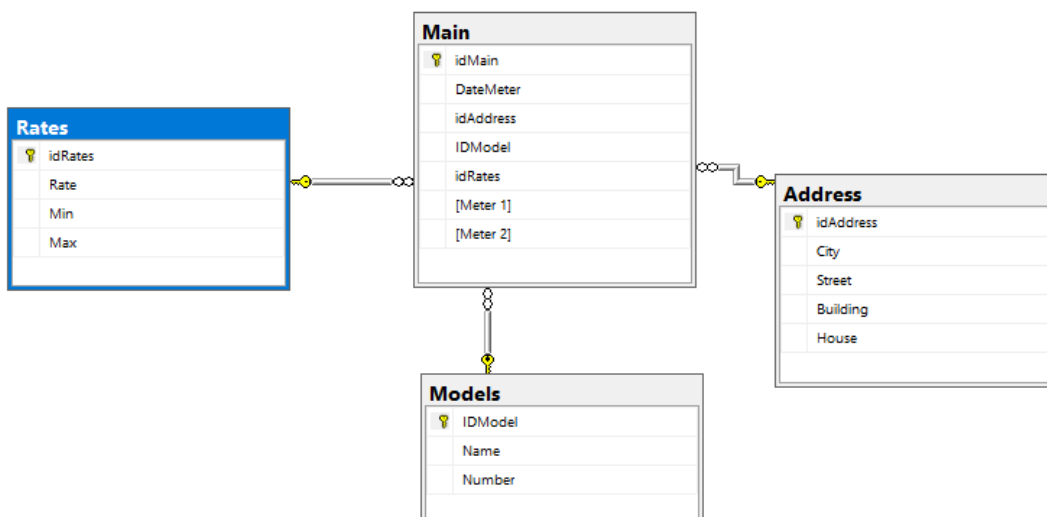 Main
idMain
DateMeter
idAddress
IDModel
idRates
[Meter 1]
[Meter 2]
Rates
idRates
Rate
Min
Max
Address
idAddress
City
Street
Building
House
Models
IDModel
Name
Number